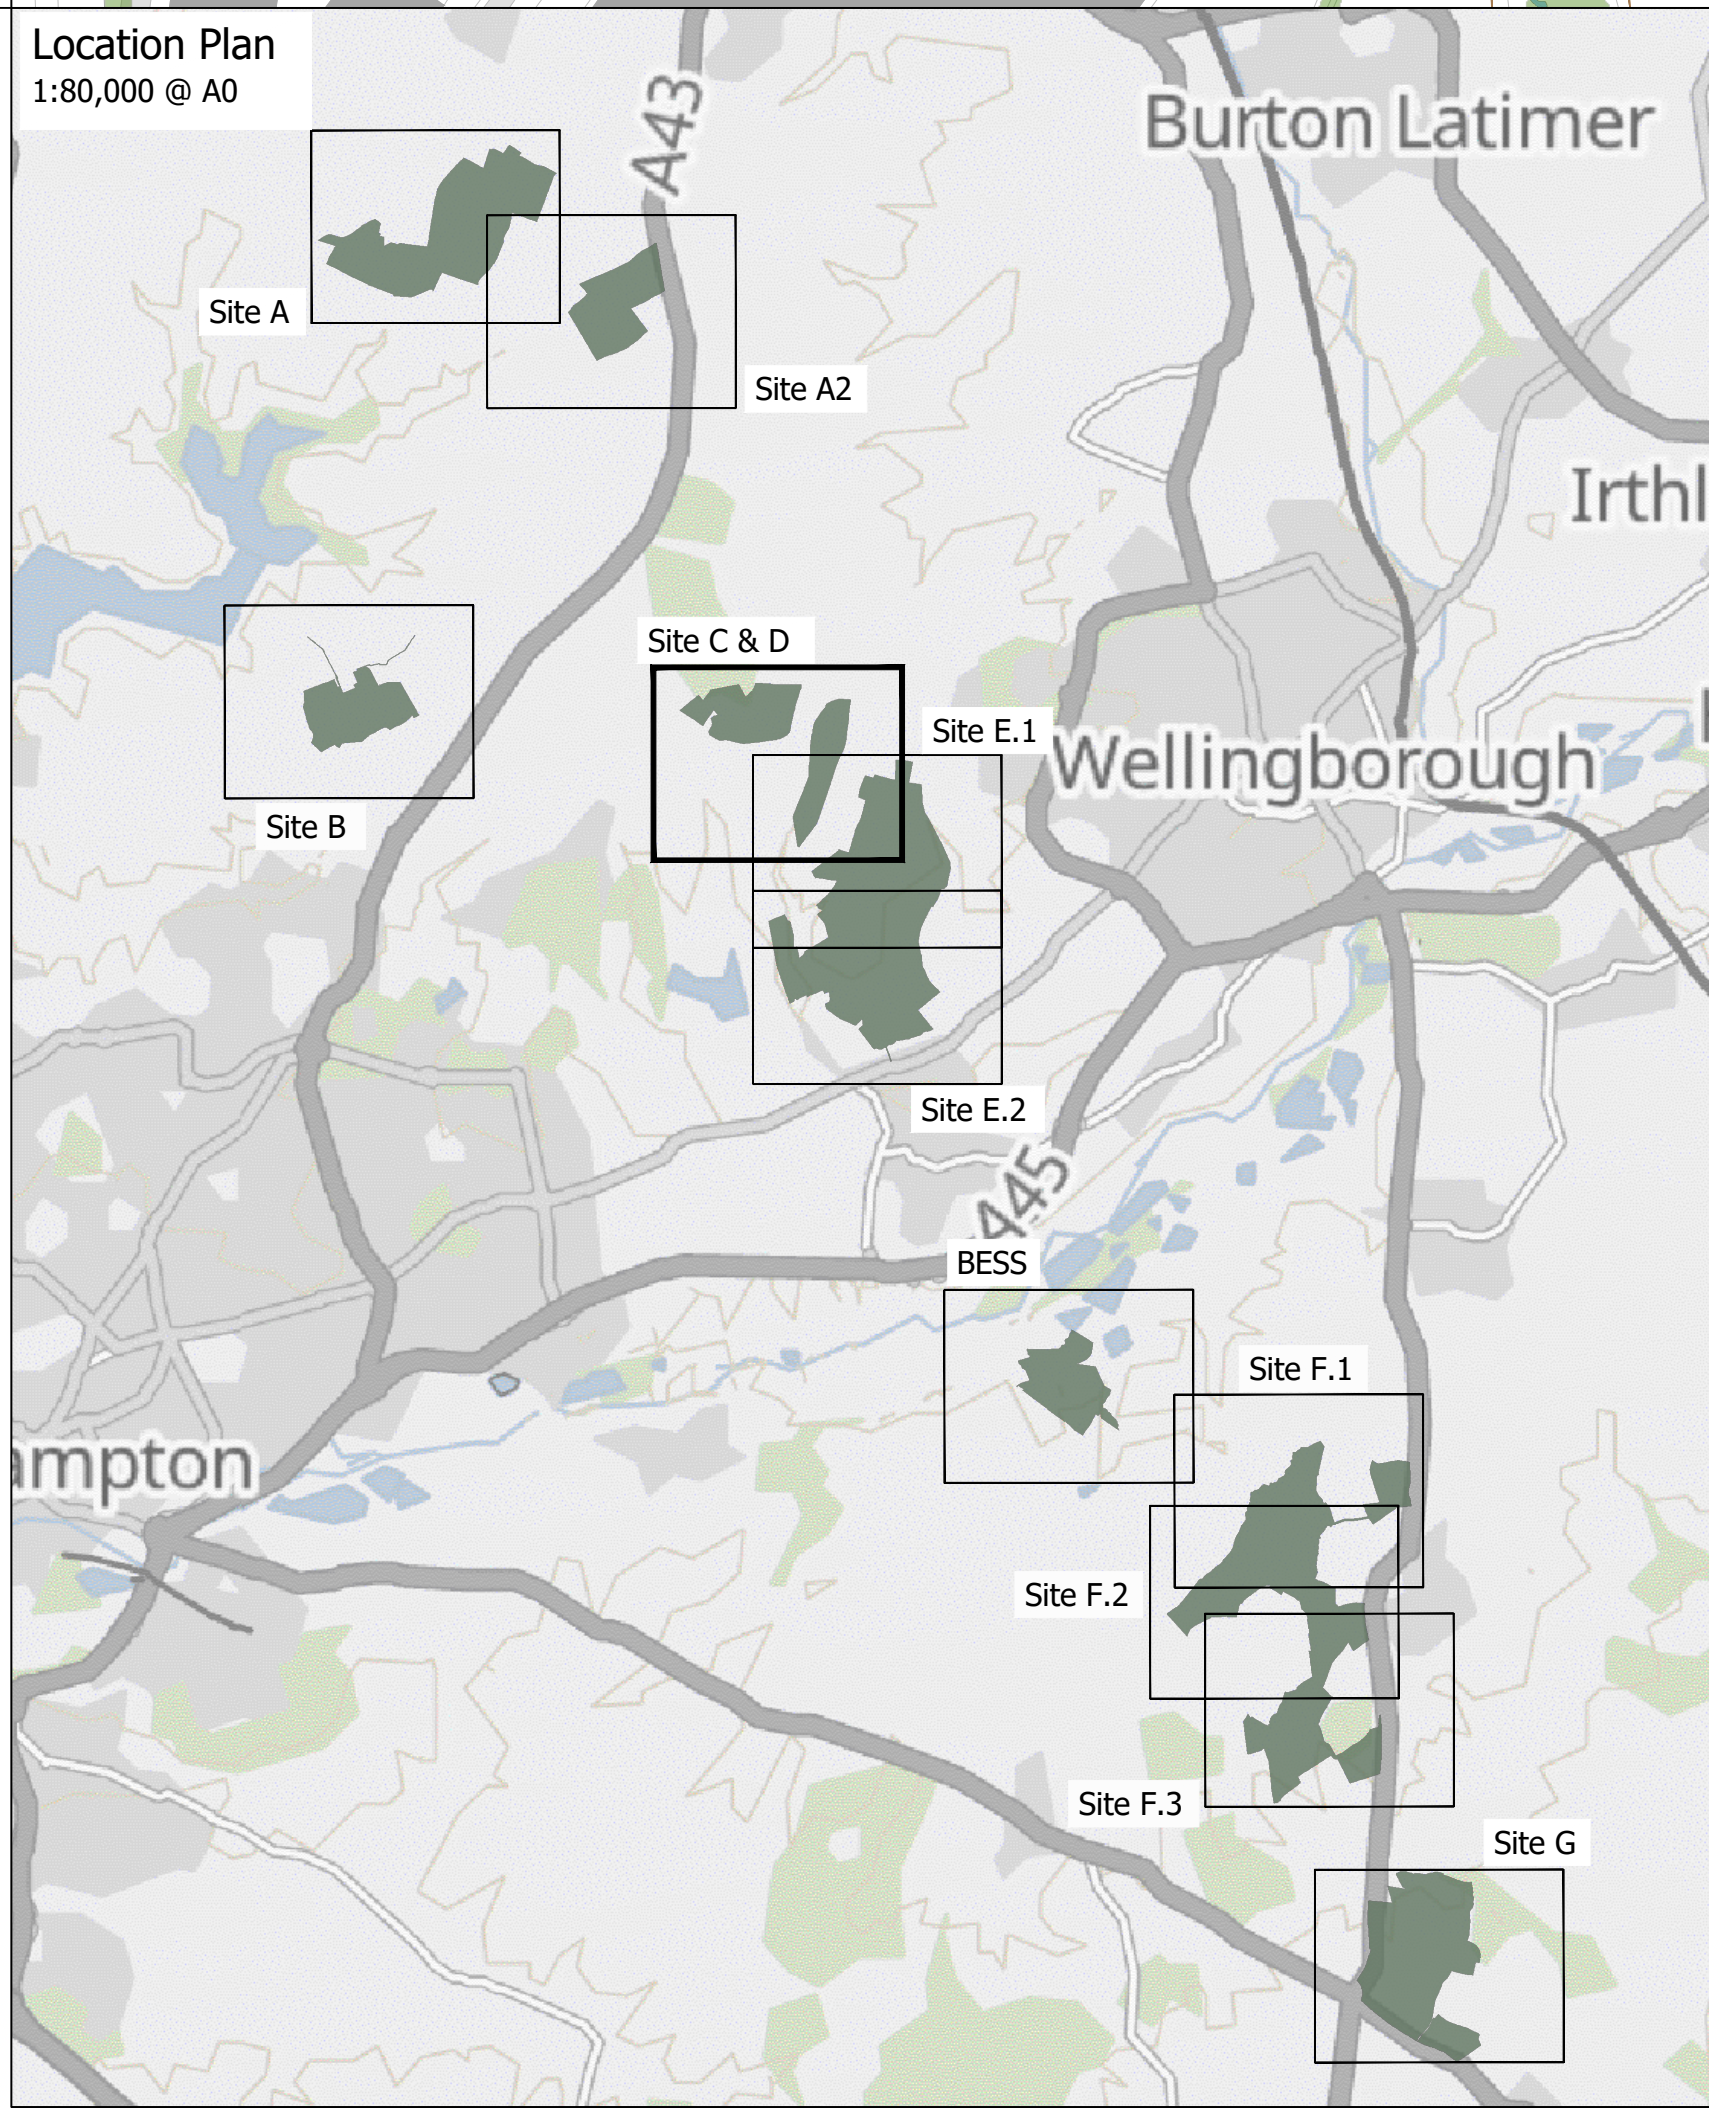 Location Plan
1:80,000 @ A0
A43
Burton Latimer
Site A
Site A2
Irthl
Site C & D
Site E.1
Wellingborough
Site B
Site E.2
A45
BESS
Site F.1
ampton
Site F.2
Site F.3
Site G